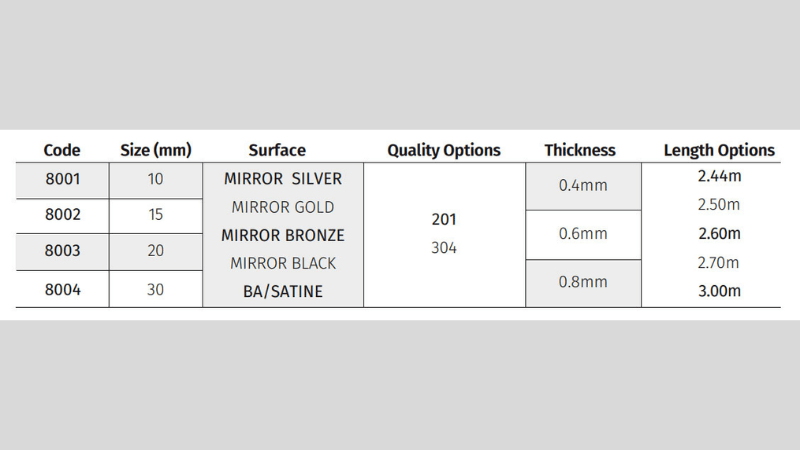 Code Size (mm) Surface Quality Options Thickness Length Options
8001 10 MIRROR SILVER 0.4mm 2.44m
8002 15 MIRROR GOLD 201 2.50m
MIRROR BRONZE 0.6mm 2.60m
8003 20 MIRROR BLACK 304 2.70m
8004 30 BA/SATINE 0.8mm 3.00m